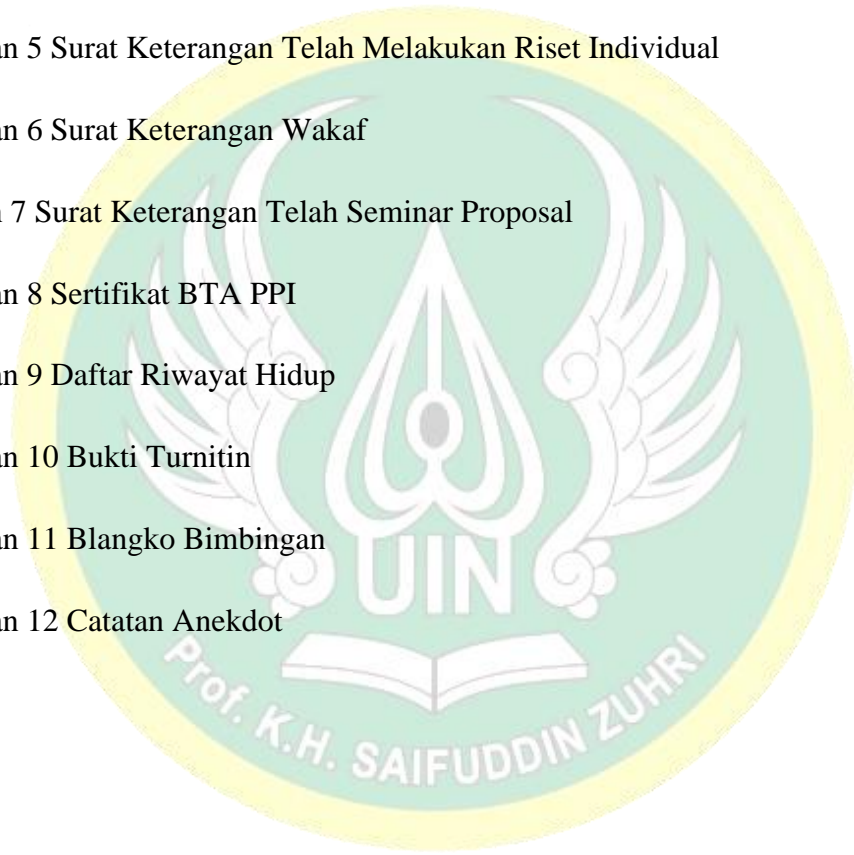 an 5 Surat Keterangan Telah Melakukan Riset Individual
an 6 Surat Keterangan Wakaf
n 7 Surat Keterangan Telah Seminar Proposal
an 8 Sertifikat BTA PPI
an 9 Daftar Riwayat Hidup
an 10 Bukti Turnitin
an 11 Blangko Bimbingan
an 12 Catatan Anekdot
UIN
Prof. K.H. SAIFUDDIN ZUHRI